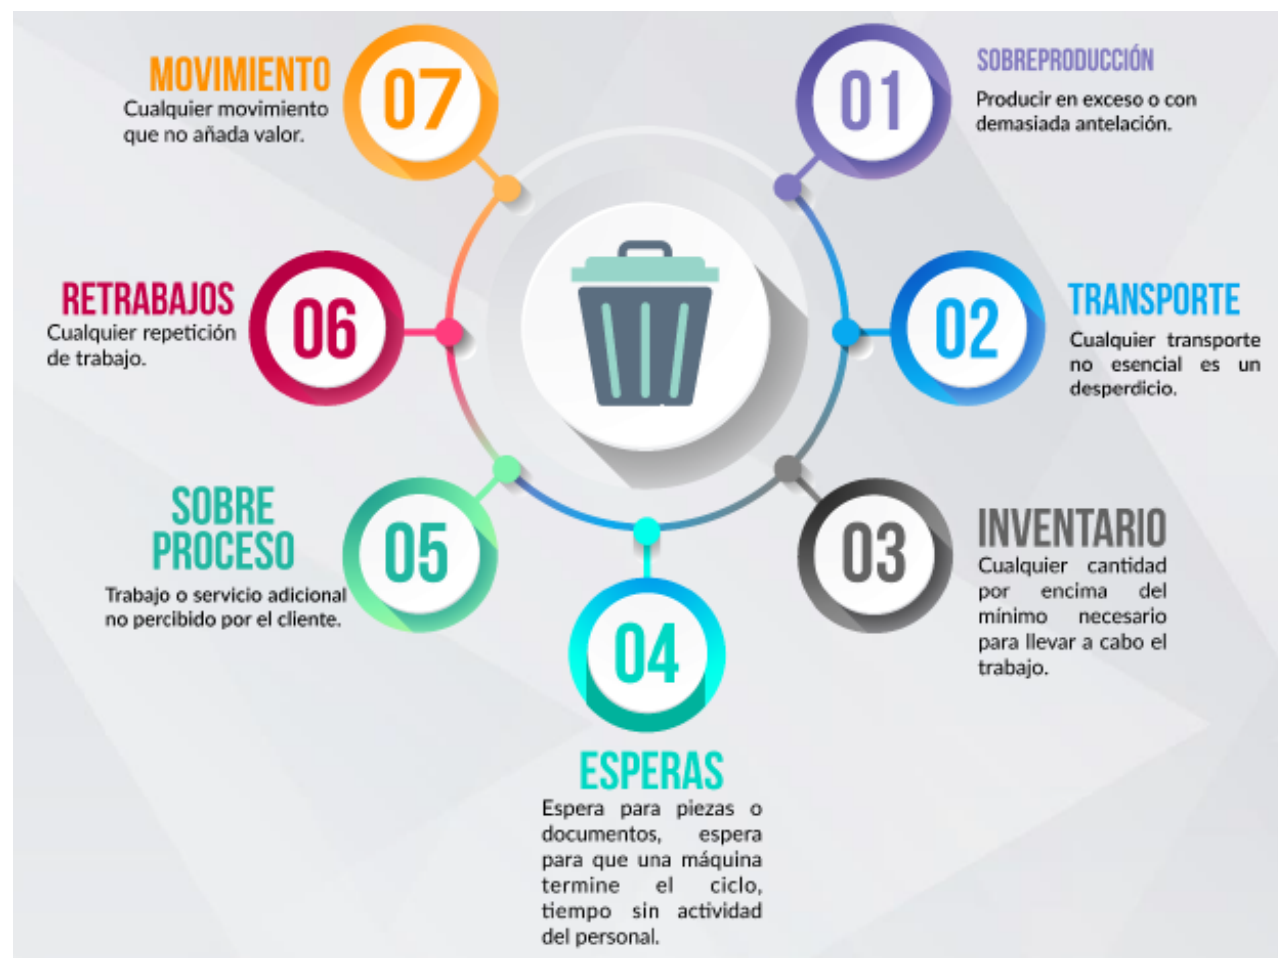 01
SOBREPRODUCCIÓN
Producir en exceso o con
demasiada antelación.
02
TRANSPORTE
Cualquier transporte
no esencial es un
desperdicio.
03
INVENTARIO
Cualquier cantidad
por encima del
mínimo necesario
para llevar a cabo el
trabajo.
04
ESPERAS
Espera para piezas o
documentos, espera
para que una máquina
termine el ciclo,
tiempo sin actividad
del personal.
05
SOBRE
PROCESO
Trabajo o servicio adicional
no percibido por el cliente.
06
RETRABAJOS
Cualquier repetición
de trabajo.
07
MOVIMIENTO
Cualquier movimiento
que no añada valor.